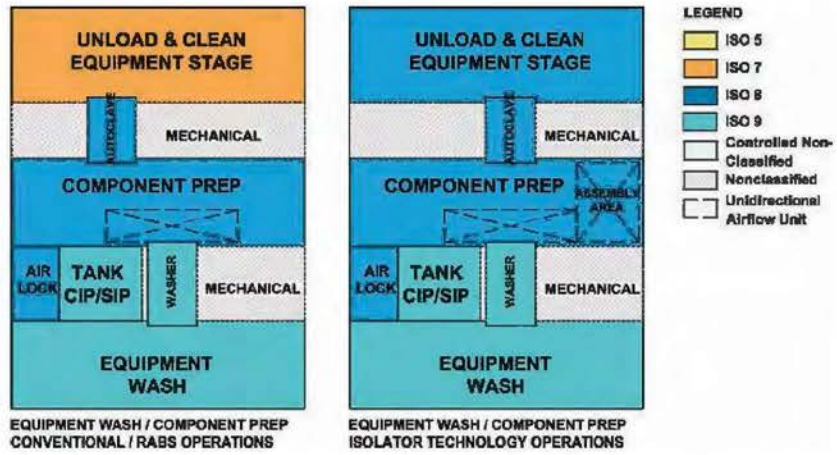 UNLOAD & CLEAN
EQUIPMENT STAGE
AUTOCLAVE
MECHANICAL
COMPONENT PREP
AIR
LOCK
TANK
CIP/SIP
WASHER
MECHANICAL
EQUIPMENT
WASH
EQUIPMENT WASH / COMPONENT PREP
CONVENTIONAL / RABS OPERATIONS
UNLOAD & CLEAN
EQUIPMENT STAGE
AUTOCLAVE
MECHANICAL
COMPONENT PREP
ASSEMBLY
AREA
AIR
LOCK
TANK
CIP/SIP
WASHER
MECHANICAL
EQUIPMENT
WASH
EQUIPMENT WASH / COMPONENT PREP
ISOLATOR TECHNOLOGY OPERATIONS
LEGEND
ISO 5
ISO 7
ISO 8
ISO 9
Controlled Non-
Classified
Nonclassified
Unidirectional
Airflow Unit